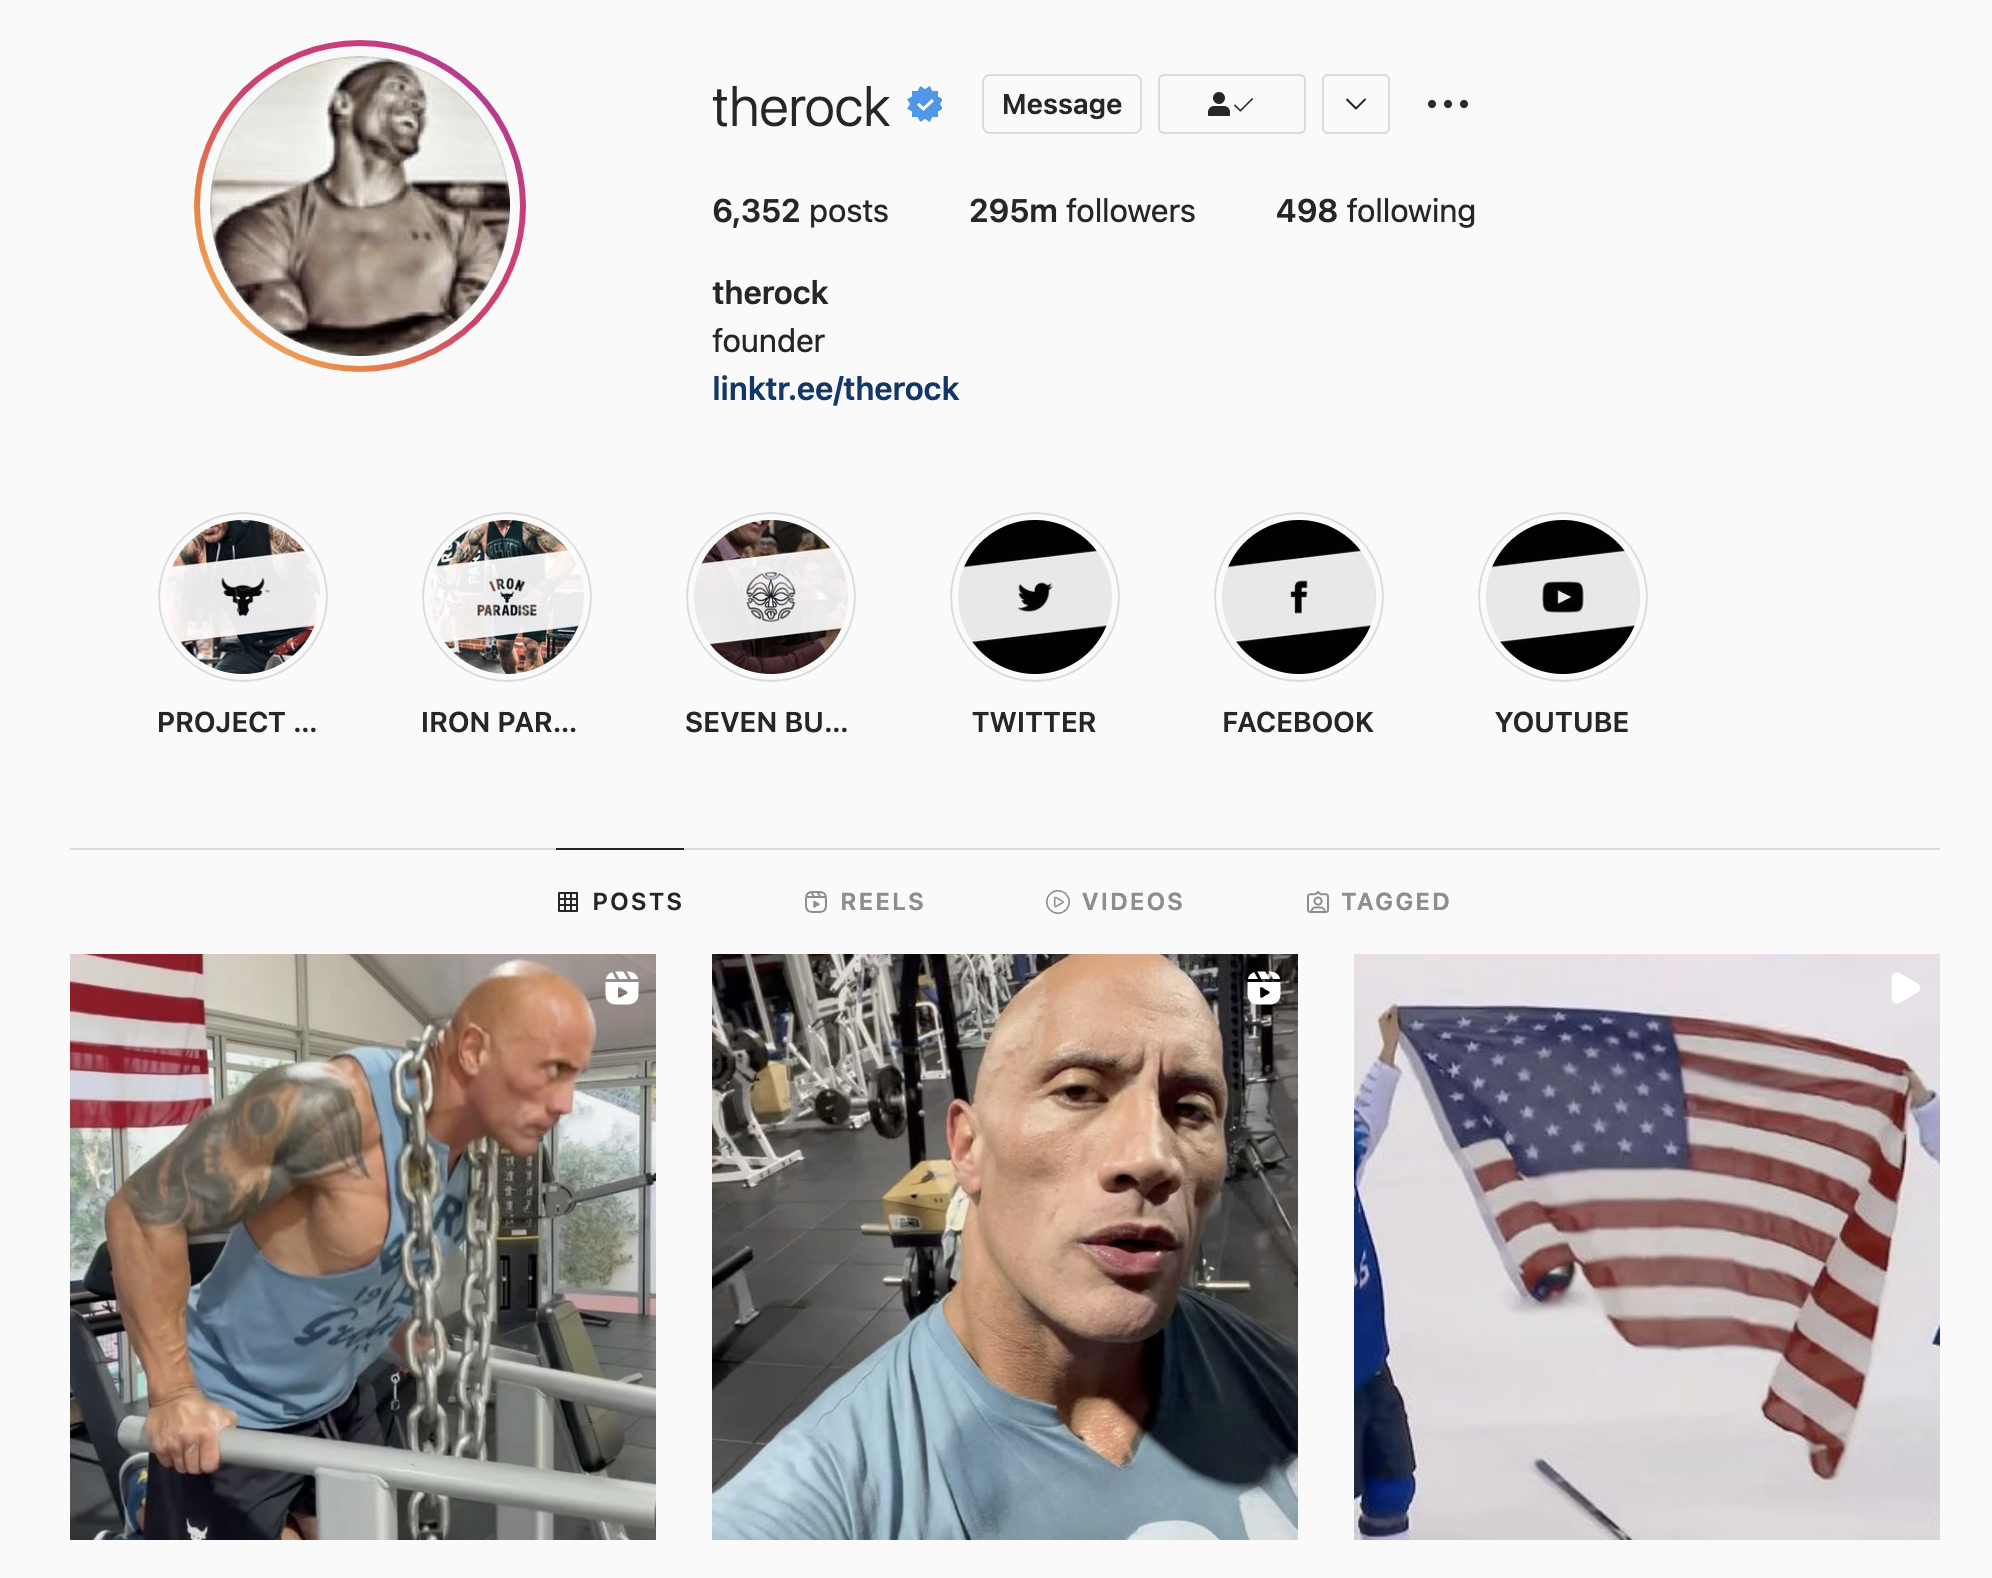 therock
Message
6,352 posts 295m followers 498 following
therock
founder
linktr.ee/therock
IRON
PARADISE
PROJECT ...
IRON PAR...
SEVEN BU...
TWITTER
FACEBOOK
YOUTUBE
POSTS
REELS
VIDEOS
TAGGED